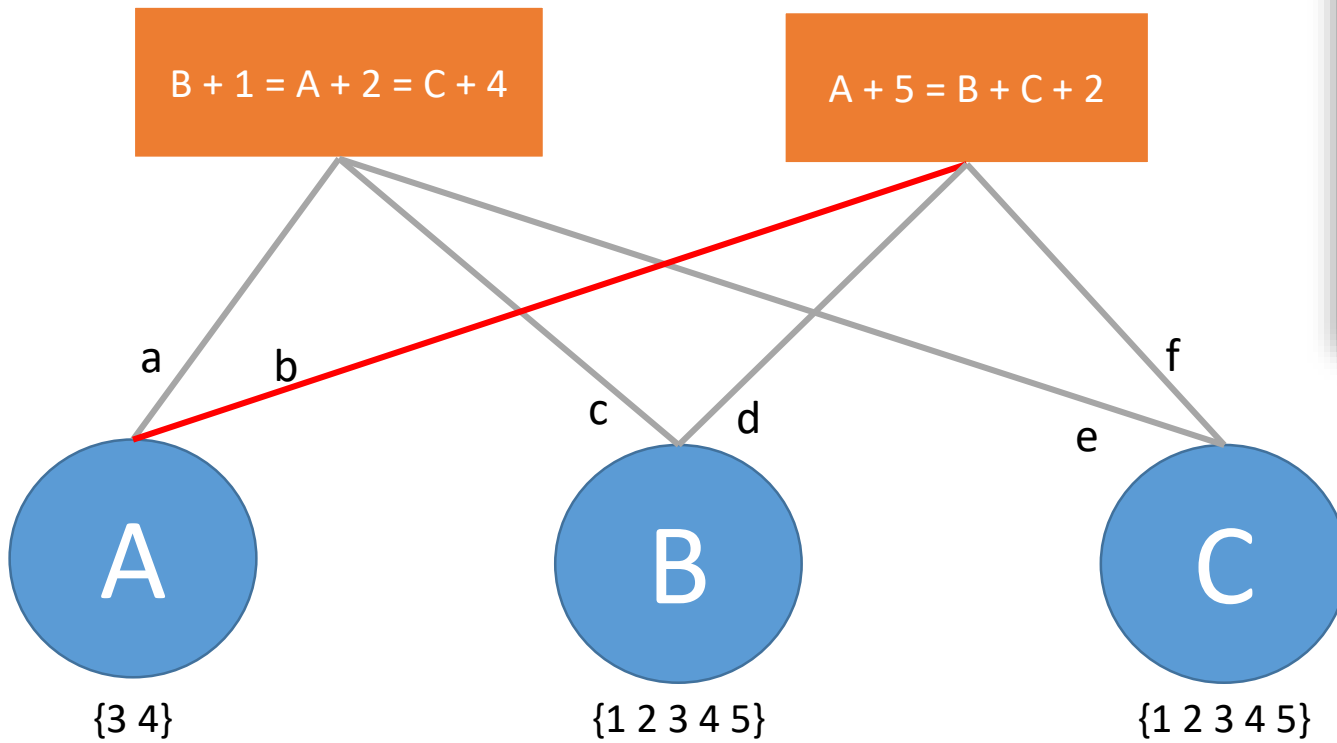 B + 1 = A + 2 = C + 4
A + 5 = B + C + 2
a
b
c
d
e
f
A
B
C
{3 4}
{1 2 3 4 5}
{1 2 3 4 5}